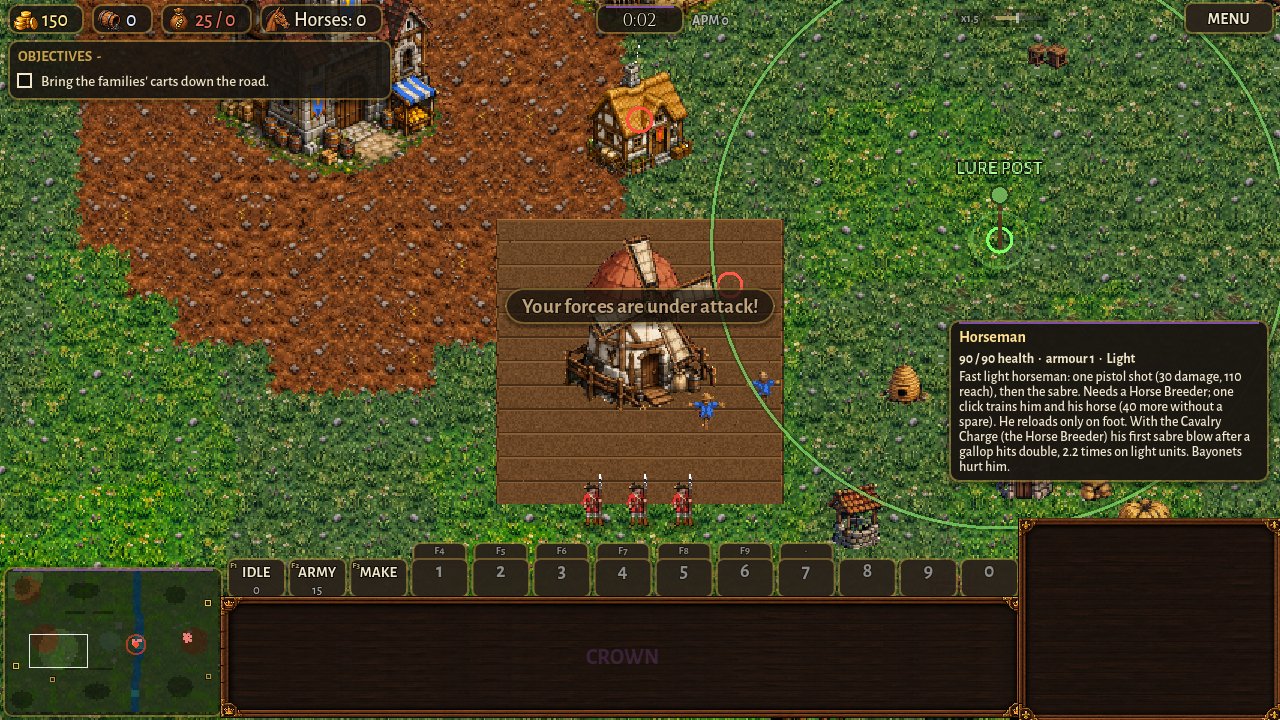 150
0
25 / 0
Horses: 0
0:02
APM 0
x1.5
MENU
OBJECTIVES -
Bring the families' carts down the road.
LURE POST
Your forces are under attack!
Horseman
90 / 90 health · armour 1 · Light
Fast light horseman: one pistol shot (30 damage, 110
reach), then the sabre. Needs a Horse Breeder; one
click trains him and his horse (40 more without a
spare). He reloads only on foot. With the Cavalry
Charge (the Horse Breeder) his first sabre blow after a
gallop hits double, 2.2 times on light units. Bayonets
hurt him.
F1 IDLE 0
F2 ARMY 15
MAKE
F4 1
F5 2
F6 3
F7 4
F8 5
F9 6
7
8
9
0
CROWN